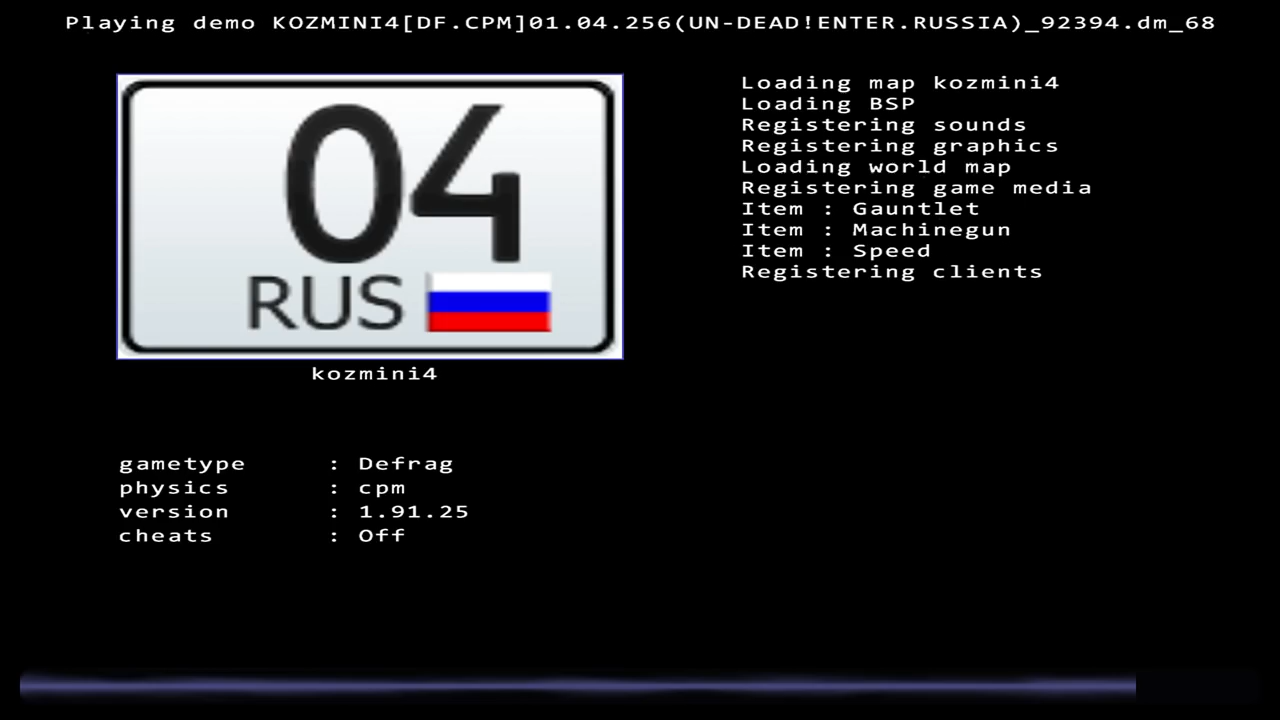 Playing demo KOZMINI4[DF.CPM]01.04.256(UN-DEAD!ENTER.RUSSIA)_92394.dm_68
04
RUS
kozmini4
Loading map kozmini4
Loading BSP
Registering sounds
Registering graphics
Loading world map
Registering game media
Item : Gauntlet
Item : Machinegun
Item : Speed
Registering clients
gametype : Defrag
physics : cpm
version : 1.91.25
cheats : Off